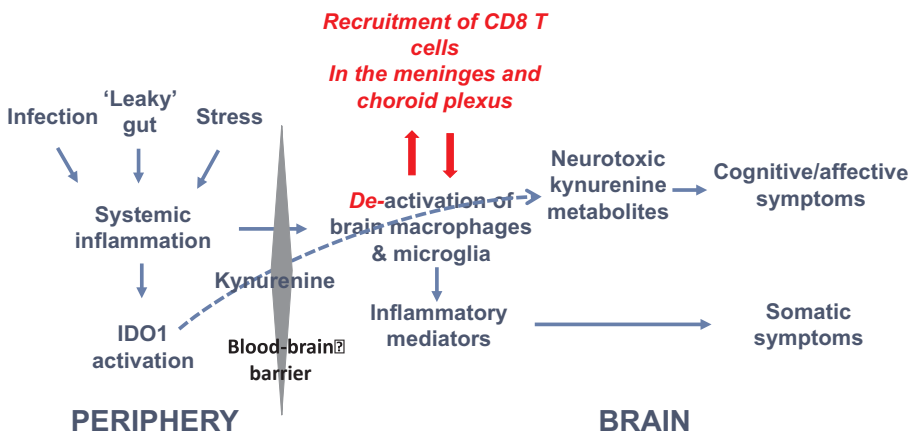 Recruitment of CD8 T
cells
In the meninges and
choroid plexus
Infection
‘Leaky’
gut
Stress
Systemic
inflammation
De-activation of
brain macrophages
& microglia
Neurotoxic
kynurenine
metabolites
Cognitive/affective
symptoms
Kynurenine
IDO1
activation
Inflammatory
mediators
Somatic
symptoms
Blood-brain
barrier
PERIPHERY
BRAIN